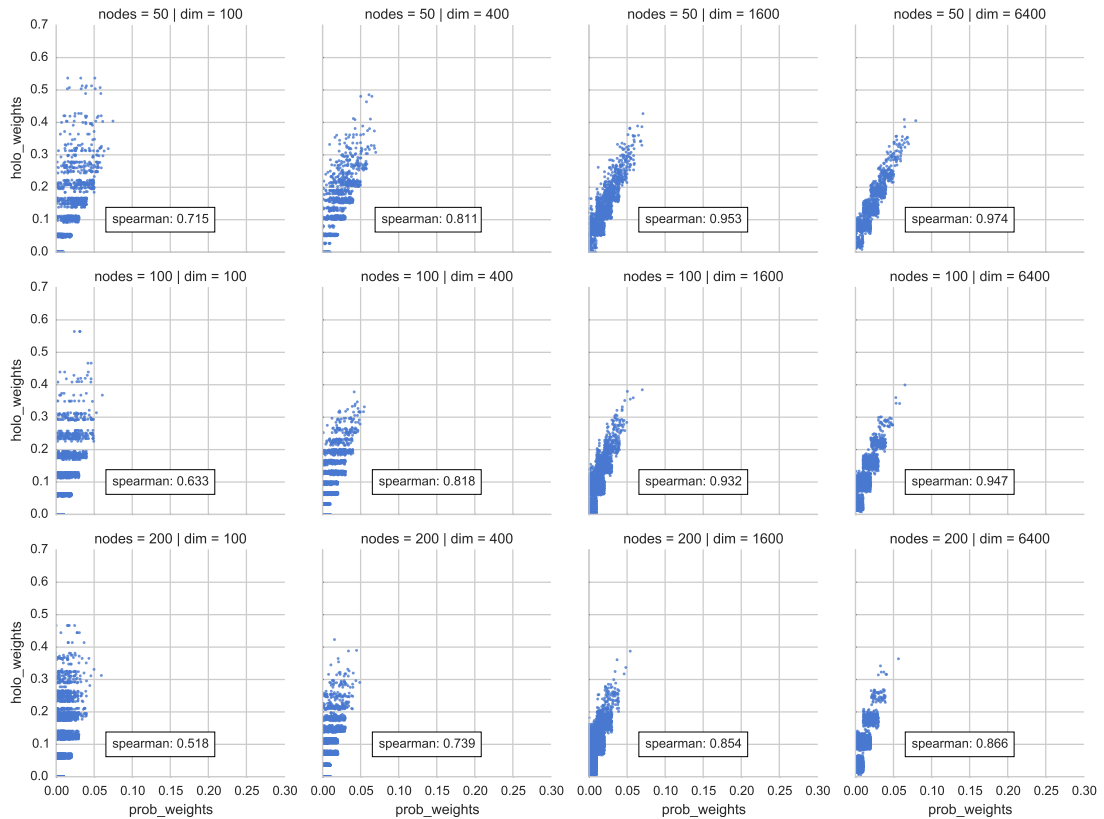 nodes = 50 | dim = 100
nodes = 50 | dim = 400
nodes = 50 | dim = 1600
nodes = 50 | dim = 6400
0.7
0.6
0.5
0.4
0.3
0.2
0.1
0.0
holo_weights
spearman: 0.715
spearman: 0.811
spearman: 0.953
spearman: 0.974
nodes = 100 | dim = 100
nodes = 100 | dim = 400
nodes = 100 | dim = 1600
nodes = 100 | dim = 6400
0.7
0.6
0.5
0.4
0.3
0.2
0.1
0.0
holo_weights
spearman: 0.633
spearman: 0.818
spearman: 0.932
spearman: 0.947
nodes = 200 | dim = 100
nodes = 200 | dim = 400
nodes = 200 | dim = 1600
nodes = 200 | dim = 6400
0.7
0.6
0.5
0.4
0.3
0.2
0.1
0.0
holo_weights
spearman: 0.518
spearman: 0.739
spearman: 0.854
spearman: 0.866
0.00 0.05 0.10 0.15 0.20 0.25 0.30
0.00 0.05 0.10 0.15 0.20 0.25 0.30
0.00 0.05 0.10 0.15 0.20 0.25 0.30
0.00 0.05 0.10 0.15 0.20 0.25 0.30
prob_weights
prob_weights
prob_weights
prob_weights